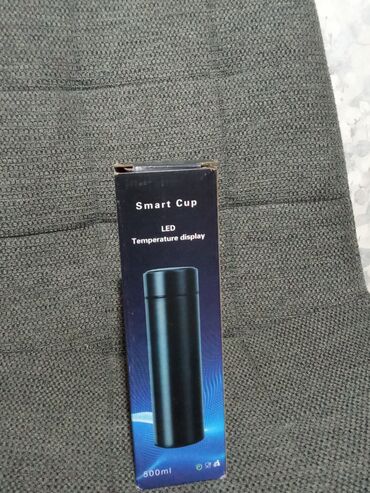 Smart Cup
LED
Temperature display
500ml